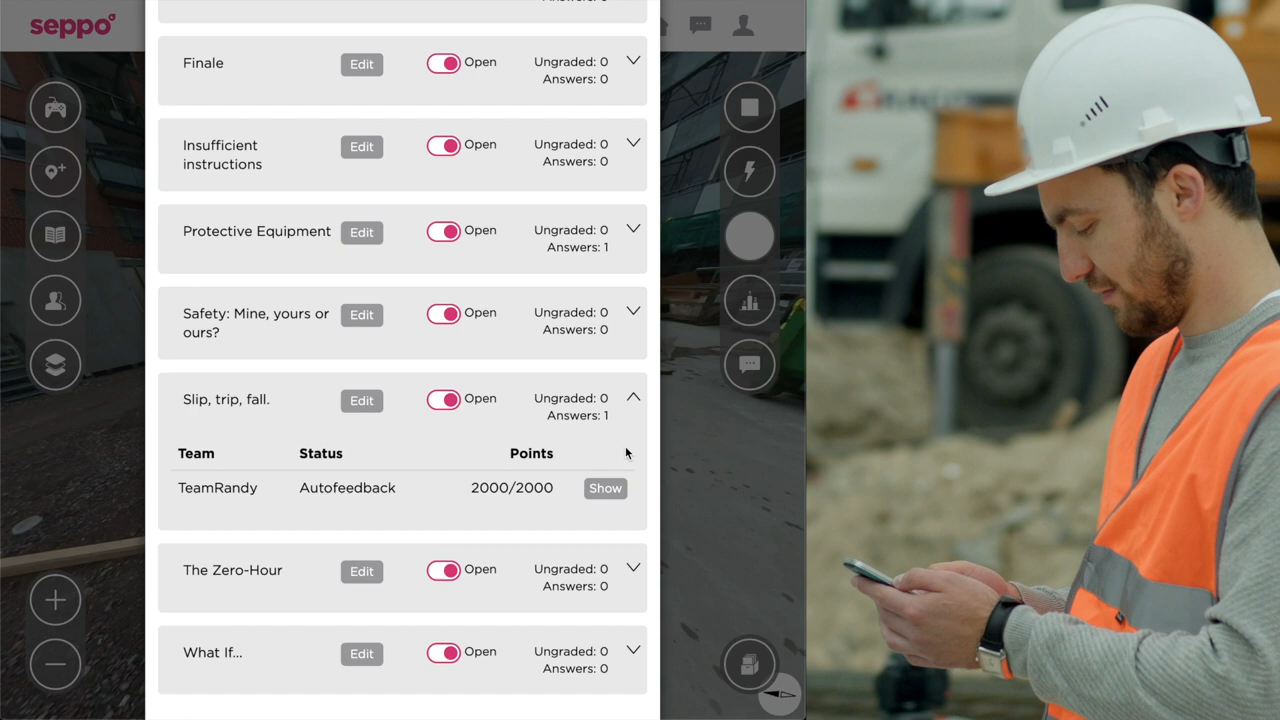 seppo
Finale
Edit
Open
Ungraded: 0
Answers: 0
Insufficient
instructions
Edit
Open
Ungraded: 0
Answers: 0
Protective Equipment
Edit
Open
Ungraded: 0
Answers: 1
Safety: Mine, yours or
ours?
Edit
Open
Ungraded: 0
Answers: 0
Slip, trip, fall.
Edit
Open
Ungraded: 0
Answers: 1
Team
Status
Points
TeamRandy
Autofeedback
2000/2000
Show
The Zero-Hour
Edit
Open
Ungraded: 0
Answers: 0
What If...
Edit
Open
Ungraded: 0
Answers: 0